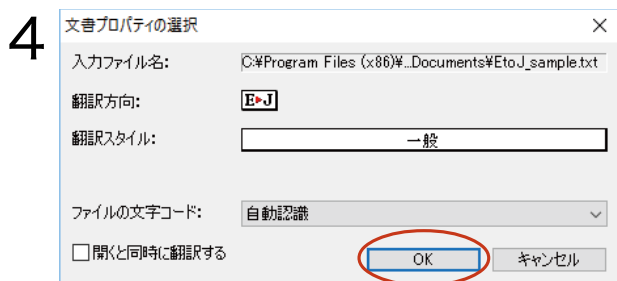 4
文書プロパティの選択 ×
入力ファイル名: C:¥Program Files (x86)¥...Documents¥EtoJ_sample.txt
翻訳方向: E▸J
翻訳スタイル: 一般
ファイルの文字コード: 自動認識
開くと同時に翻訳する OK キャンセル